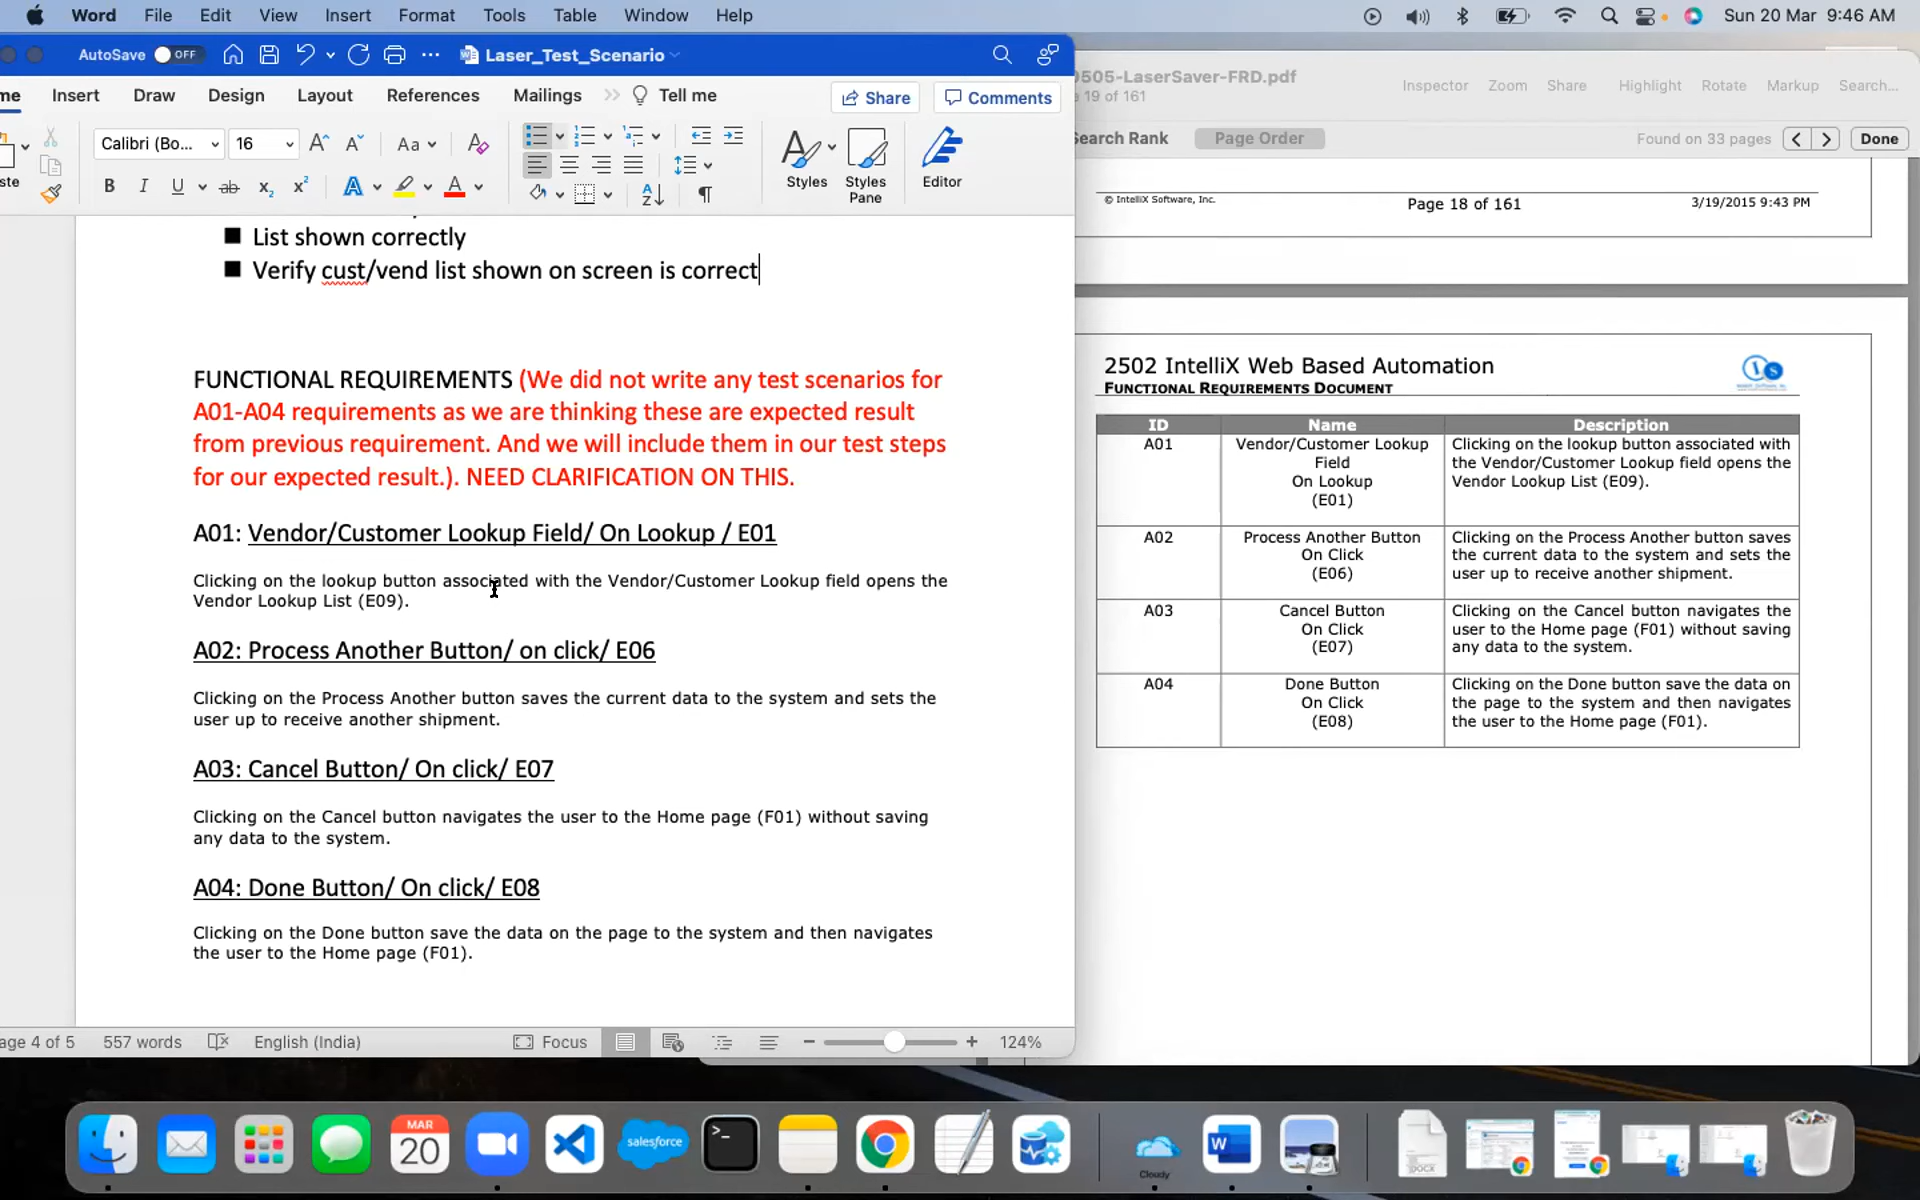 Word File Edit View Insert Format Tools Table Window Help Sun 20 Mar 9:46 AM
AutoSave OFF Laser_Test_Scenario
Insert Draw Design Layout References Mailings Tell me Share Comments
Calibri (Bo... 16 Aa
B I U ab x2 x2 A A
Styles Styles Pane Editor
List shown correctly
Verify cust/vend list shown on screen is correct
FUNCTIONAL REQUIREMENTS (We did not write any test scenarios for
A01-A04 requirements as we are thinking these are expected result
from previous requirement. And we will include them in our test steps
for our expected result.). NEED CLARIFICATION ON THIS.
A01: Vendor/Customer Lookup Field/ On Lookup / E01
Clicking on the lookup button associated with the Vendor/Customer Lookup field opens the
Vendor Lookup List (E09).
A02: Process Another Button/ on click/ E06
Clicking on the Process Another button saves the current data to the system and sets the
user up to receive another shipment.
A03: Cancel Button/ On click/ E07
Clicking on the Cancel button navigates the user to the Home page (F01) without saving
any data to the system.
A04: Done Button/ On click/ E08
Clicking on the Done button save the data on the page to the system and then navigates
the user to the Home page (F01).
age 4 of 5 557 words English (India) Focus 124%
505-LaserSaver-FRD.pdf
19 of 161
Inspector Zoom Share Highlight Rotate Markup Search...
Search Rank Page Order Found on 33 pages Done
© IntelliX Software, Inc. Page 18 of 161 3/19/2015 9:43 PM
2502 IntelliX Web Based Automation
FUNCTIONAL REQUIREMENTS DOCUMENT
ID Name Description
A01
Vendor/Customer Lookup
Field
On Lookup
(E01)
Clicking on the lookup button associated with
the Vendor/Customer Lookup field opens the
Vendor Lookup List (E09).
A02
Process Another Button
On Click
(E06)
Clicking on the Process Another button saves
the current data to the system and sets the
user up to receive another shipment.
A03
Cancel Button
On Click
(E07)
Clicking on the Cancel button navigates the
user to the Home page (F01) without saving
any data to the system.
A04
Done Button
On Click
(E08)
Clicking on the Done button save the data on
the page to the system and then navigates
the user to the Home page (F01).
MAR
20
salesforce
Cloudy
W
DOCX